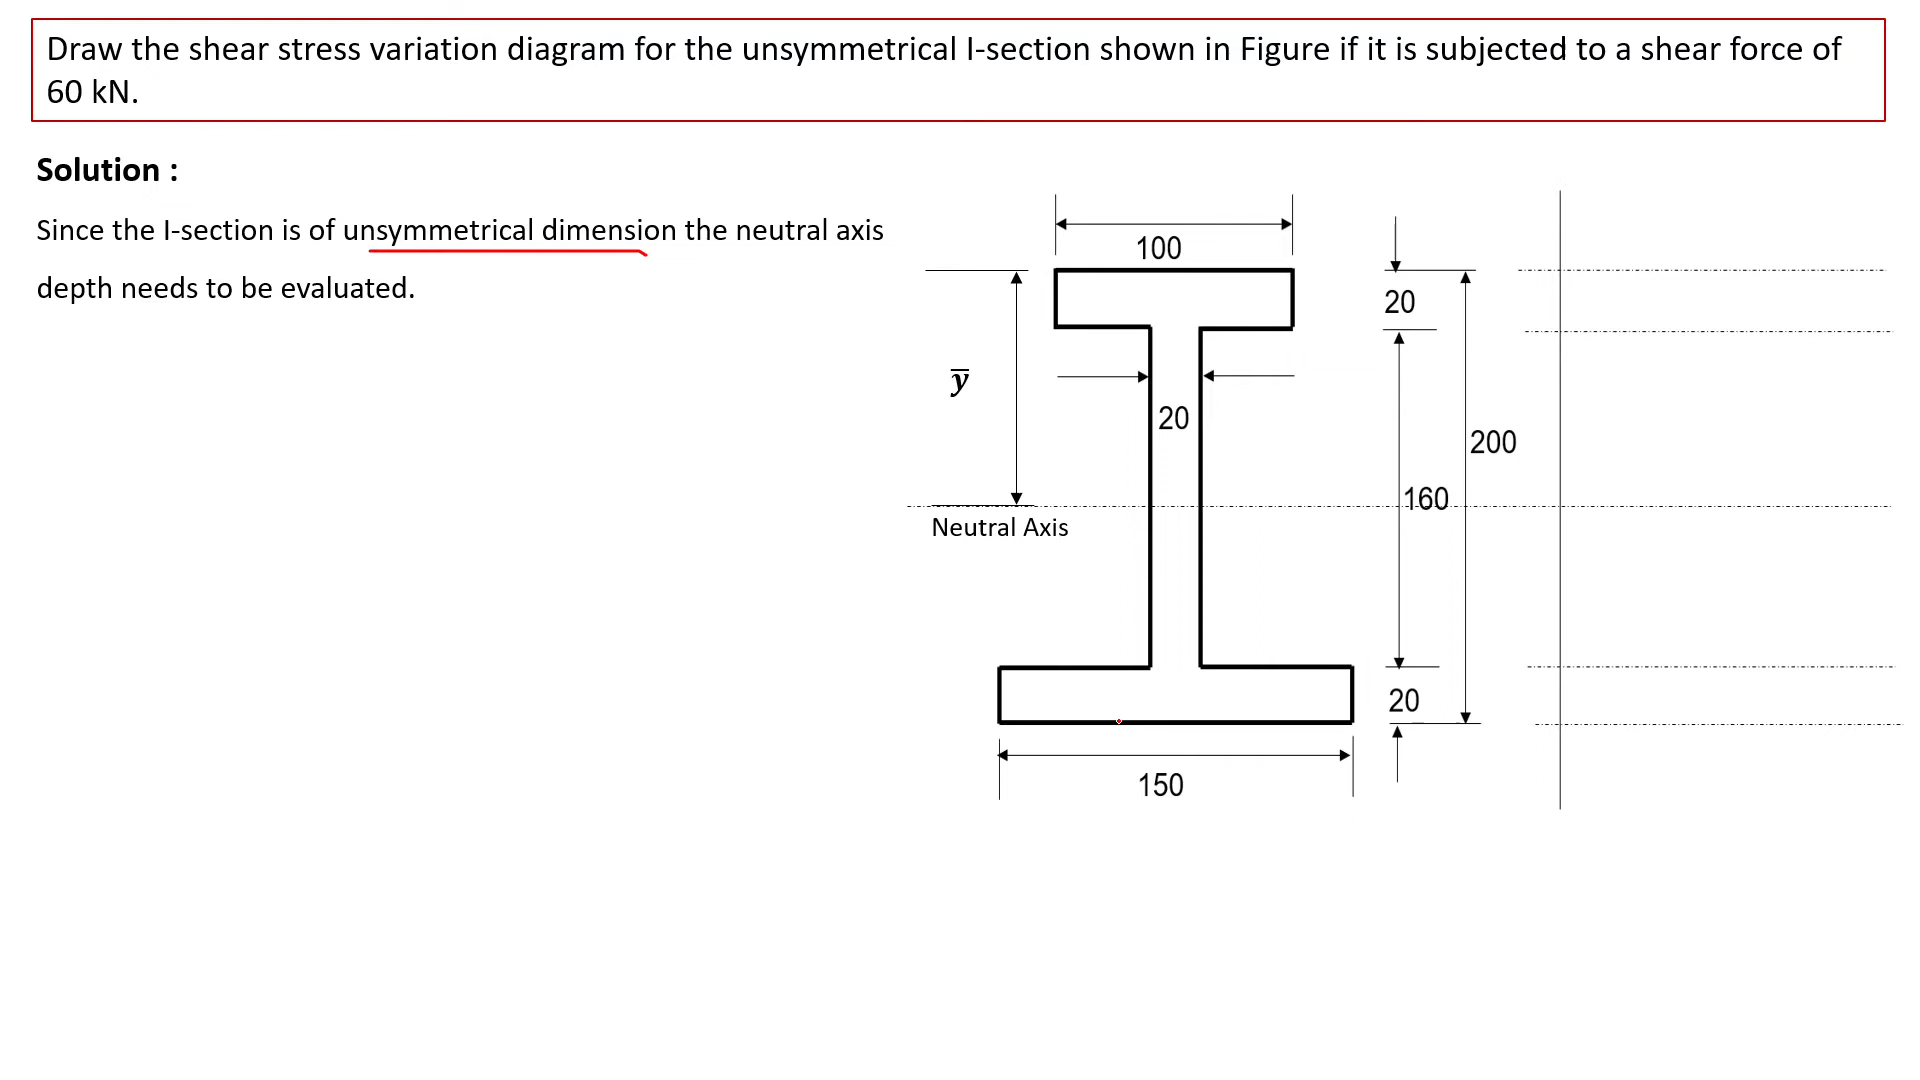 Draw the shear stress variation diagram for the unsymmetrical I-section shown in Figure if it is subjected to a shear force of
60 kN.
Solution :
Since the I-section is of unsymmetrical dimension the neutral axis
depth needs to be evaluated.
100
20
y̅
20
200
160
Neutral Axis
20
150